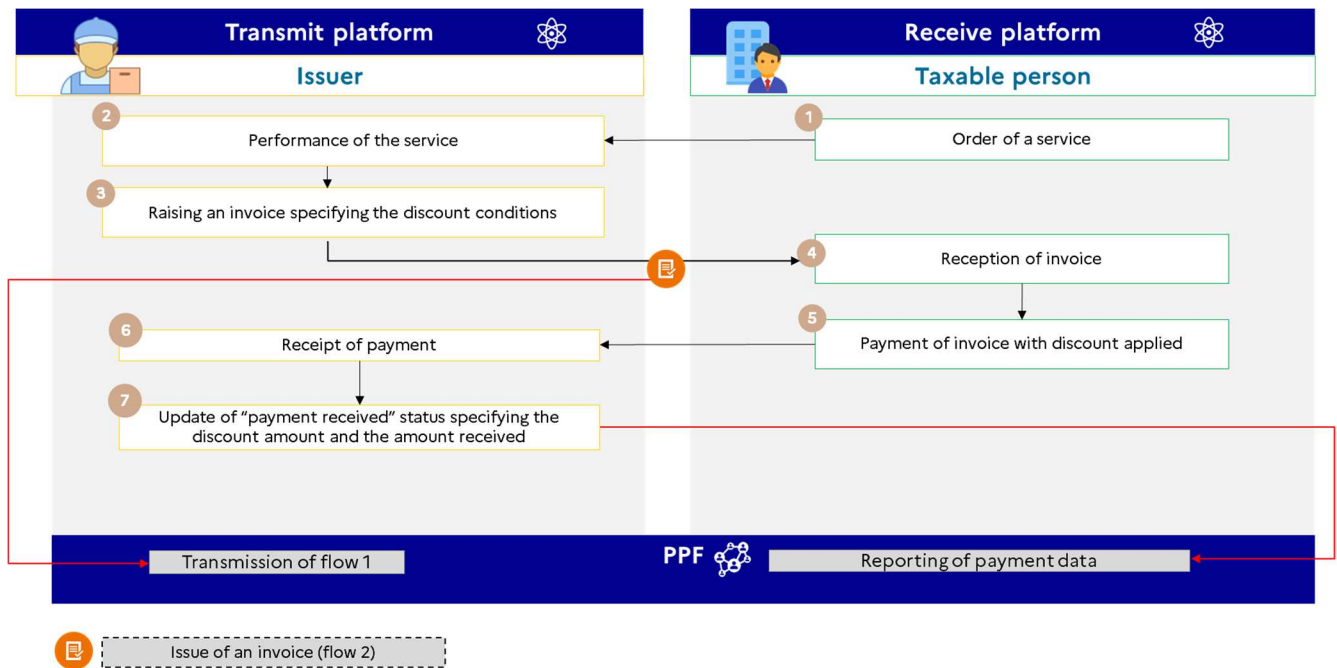 Transmit platform
Receive platform
Issuer
Taxable person
1
Order of a service
2
Performance of the service
3
Raising an invoice specifying the discount conditions
4
Reception of invoice
5
Payment of invoice with discount applied
6
Receipt of payment
7
Update of “payment received” status specifying the
discount amount and the amount received
PPF
Transmission of flow 1
Reporting of payment data
Issue of an invoice (flow 2)